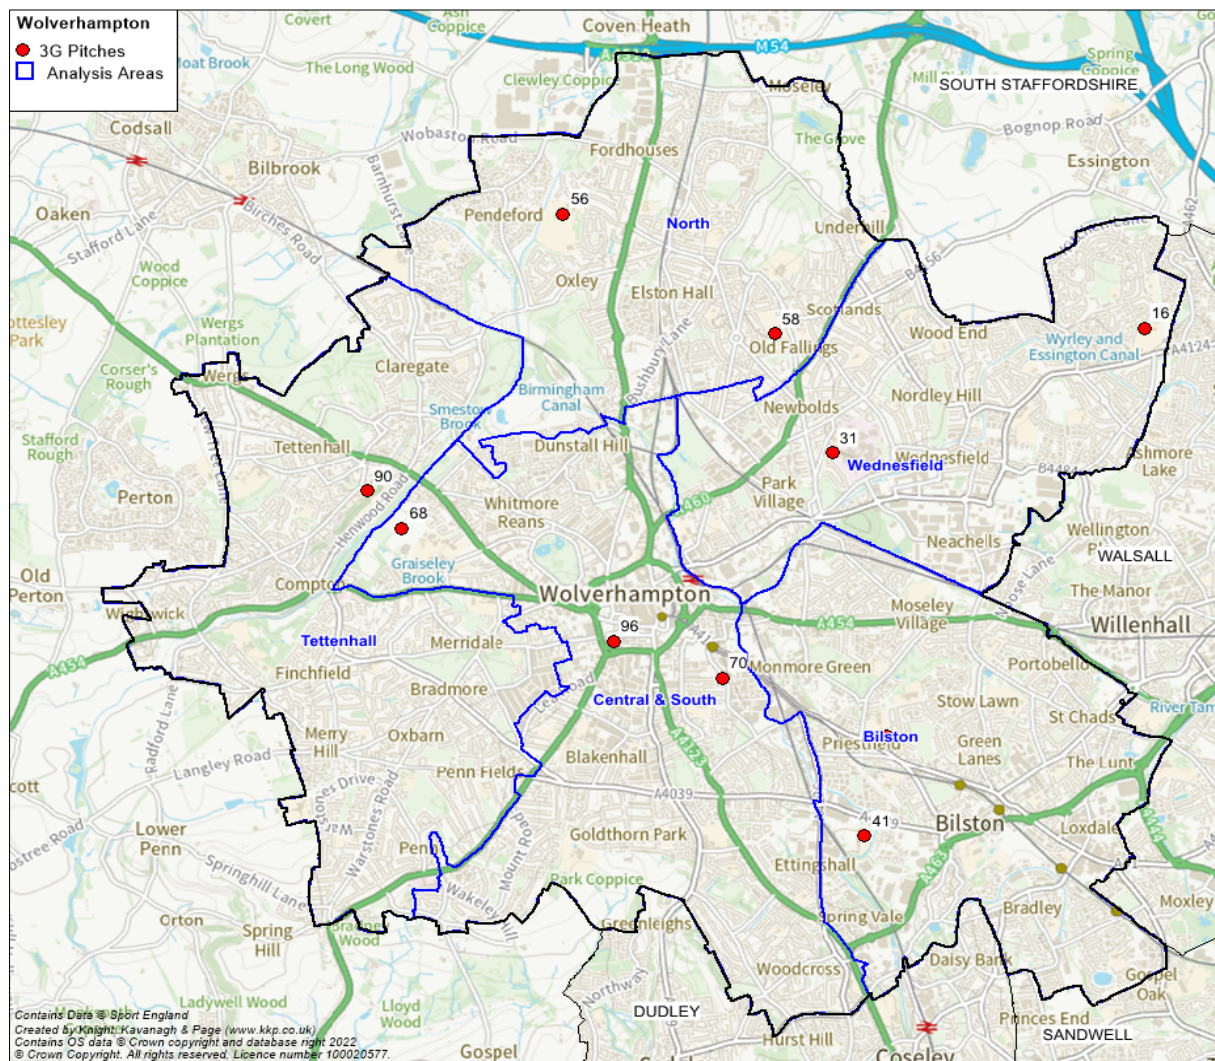 Wolverhampton
3G Pitches
Analysis Areas
Covert
Coppice
Coven Heath
M54
The Long Wood
Clewley Coppice
Moseley
SOUTH STAFFORDSHIRE
Spring
Coppice
Codsall
Wobaston Road
The Grove
Bognop Road
Bilbrook
Fordhouses
Essington
Oaken
Stafford Lane
Birches Road
Pendeford
56
North
Underhill
A462
Wood
Coppice
Oxley
Elston Hall
Scotlands
Wergs
Plantation
58
Wood End
16
Park
Corser's
Rough
Claregate
Bushbury Lane
Old Fallings
Wyrley and
Essington Canal
A4124
Wergs
Birmingham
Canal
Smestow
Brook
Newbolds
Nordley Hill
Stafford
Rough
Tettenhall
Dunstall Hill
31
Wednesfield
Wednesfield
Ashmore
Lake
Perton
90
Park
Village
Henwood Road
68
Whitmore
Reans
A460
Wellington
Graiseley
Brook
Neachells
WALSALL
Old
Perton
Compton
Wolverhampton
The Manor
Wightwick
Moseley
Village
Willenhall
A454
Tettenhall
Merridale
96
A454
Finchfield
70
Monmore Green
Portobello
Bradmore
Central & South
Stow Lawn
River Tam
Radford Lane
Merry
Hill
Oxbarn
Priestfield
Bilston
St Chads
Langley Road
Blakenhall
A4123
Green
Lanes
The Lunt
Penn Fields
A4039
Lower
Penn
Warstones Road
Goldthorn Park
41
Bilston
Loxdale
A4444
Springhill Lane
Penn
Mount Road
Ettingshall
A463
Park Coppice
Orton
Wakeley Hill
Bradley
Moxley
Spring
Hill
Greenleighs
Spring Vale
Wood
Northway
Woodcross
Daisy Bank
Gospel
Oak
Ladywell Wood
Lloyd
Wood
DUDLEY
Princes End
Hurst Hill
SANDWELL
Gospel
Coseley
Contains Data © Sport England
Created by Knight, Kavanagh & Page (www.kkp.co.uk)
Contains OS data © Crown copyright and database right 2022
© Crown Copyright. All rights reserved. Licence number 100020577.